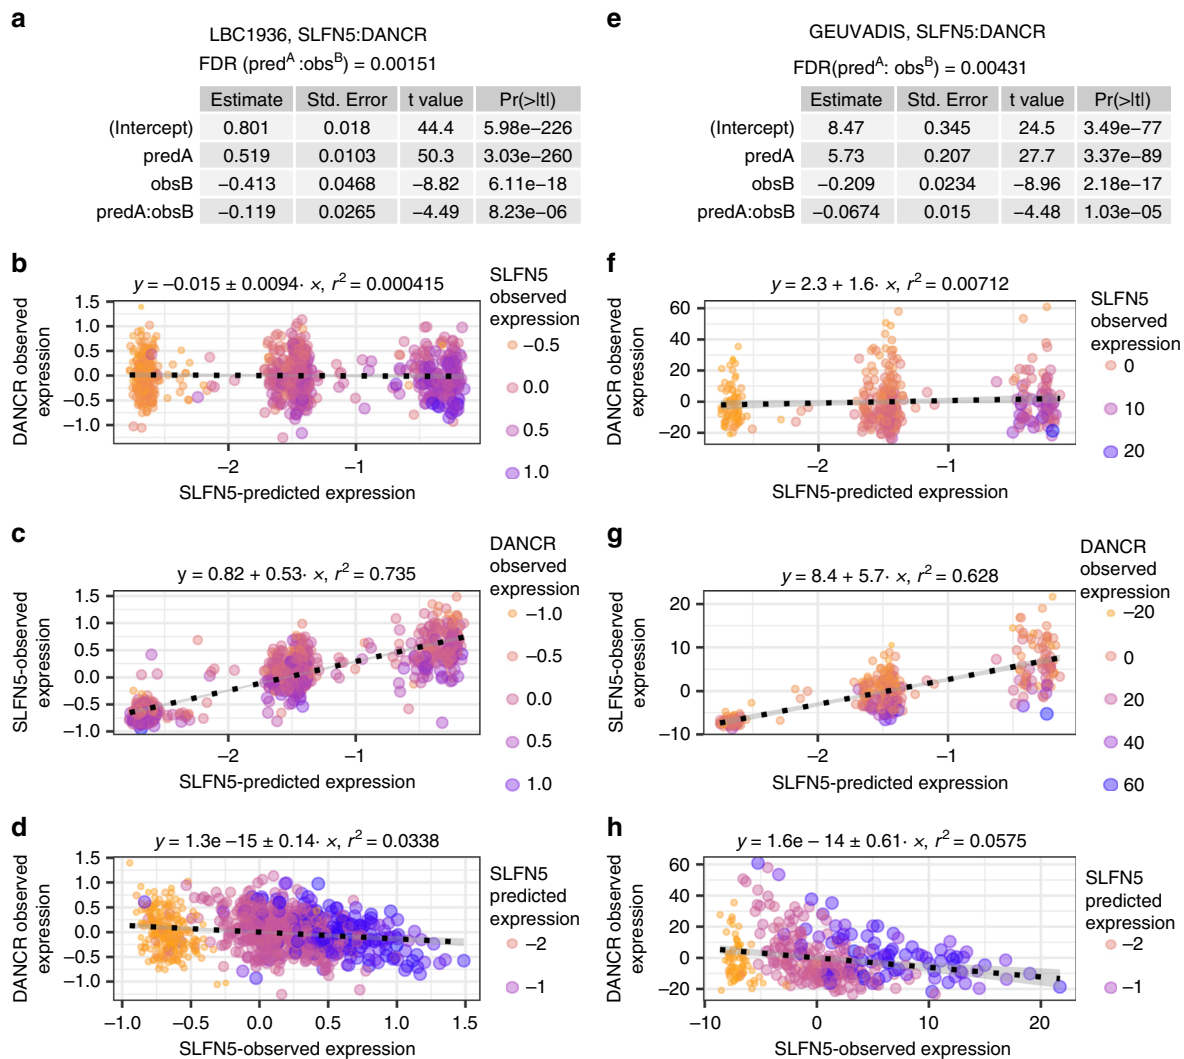 a
LBC1936, SLFN5:DANCR
FDR (pred^A :obs^B) = 0.00151
Estimate Std. Error t value Pr(>|t|)
(Intercept) 0.801 0.018 44.4 5.98e−226
predA 0.519 0.0103 50.3 3.03e−260
obsB −0.413 0.0468 −8.82 6.11e−18
predA:obsB −0.119 0.0265 −4.49 8.23e−06
e
GEUVADIS, SLFN5:DANCR
FDR(pred^A: obs^B) = 0.00431
Estimate Std. Error t value Pr(>|t|)
(Intercept) 8.47 0.345 24.5 3.49e−77
predA 5.73 0.207 27.7 3.37e−89
obsB −0.209 0.0234 −8.96 2.18e−17
predA:obsB −0.0674 0.015 −4.48 1.03e−05
b
y = −0.015 ± 0.0094· x, r² = 0.000415
DANCR observed
expression
1.5
1.0
0.5
0.0
−0.5
−1.0
−2 −1
SLFN5-predicted expression
SLFN5
observed
expression
−0.5
0.0
0.5
1.0
f
y = 2.3 + 1.6· x, r² = 0.00712
DANCR observed
expression
60
40
20
0
−20
−2 −1
SLFN5-predicted expression
SLFN5
observed
expression
0
10
20
c
y = 0.82 + 0.53· x, r² = 0.735
SLFN5-observed
expression
1.5
1.0
0.5
0.0
−0.5
−1.0
−2 −1
SLFN5-predicted expression
DANCR
observed
expression
−1.0
−0.5
0.0
0.5
1.0
g
y = 8.4 + 5.7· x, r² = 0.628
SLFN5-observed
expression
20
10
0
−10
−2 −1
SLFN5-predicted expression
DANCR
observed
expression
−20
0
20
40
60
d
y = 1.3e −15 ± 0.14· x, r² = 0.0338
DANCR observed
expression
1.5
1.0
0.5
0.0
−0.5
−1.0
−1.0 −0.5 0.0 0.5 1.0 1.5
SLFN5-observed expression
SLFN5
predicted
expression
−2
−1
h
y = 1.6e − 14 ± 0.61· x, r² = 0.0575
DANCR observed
expression
60
40
20
0
−20
−10 0 10 20
SLFN5-observed expression
SLFN5
predicted
expression
−2
−1